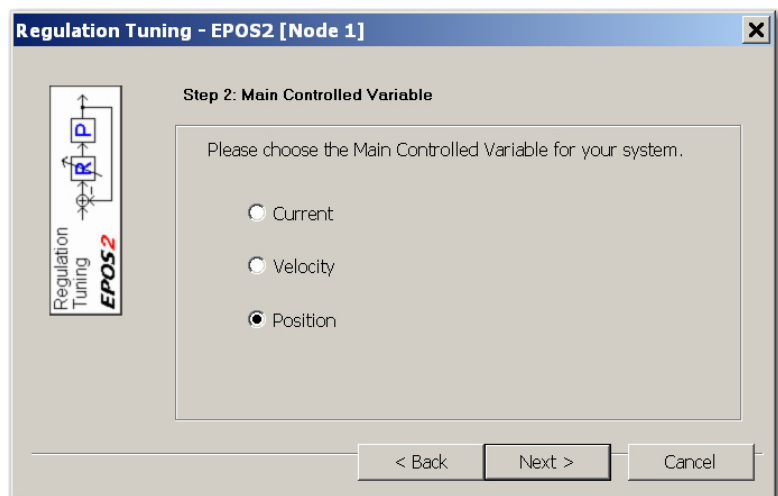 Regulation Tuning - EPOS2 [Node 1]
Step 2: Main Controlled Variable
P
R
-
Regulation
Tuning
EPOS2
Please choose the Main Controlled Variable for your system.
Current
Velocity
Position
< Back
Next >
Cancel